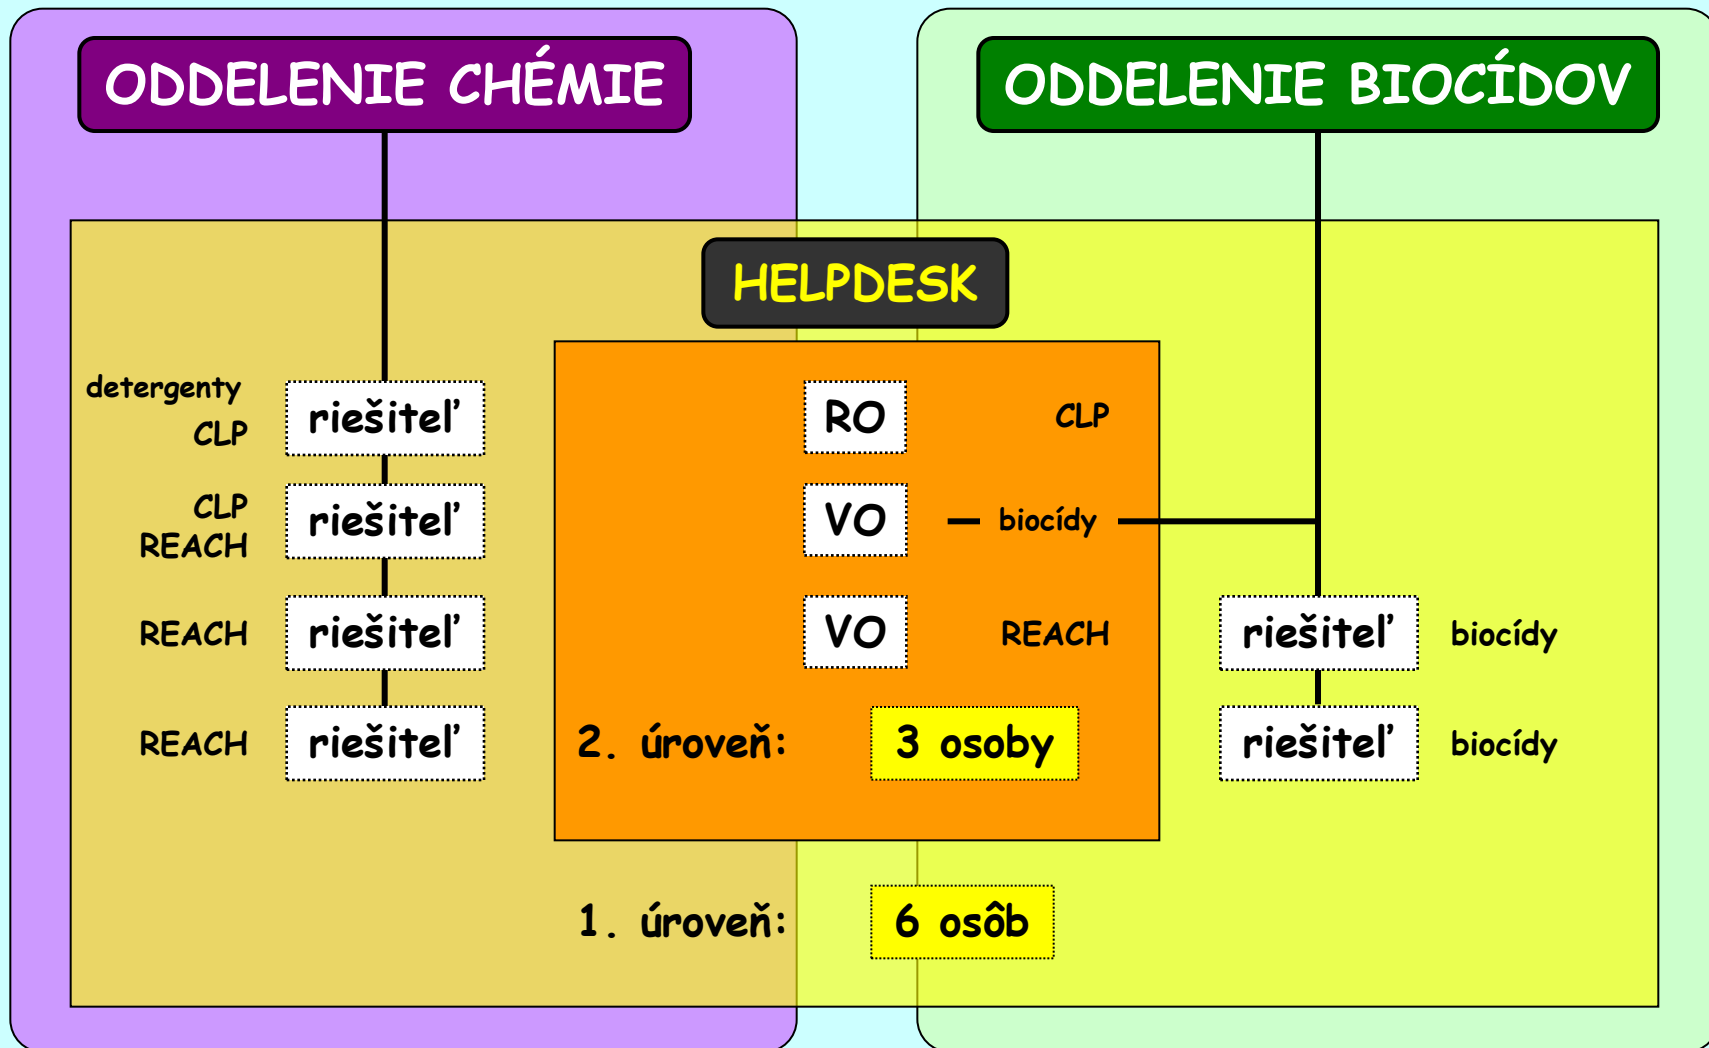 ODDELENIE CHÉMIE
ODDELENIE BIOCÍDOV
HELPDESK
detergenty
CLP
riešiteľ
RO
CLP
CLP
REACH
riešiteľ
VO
biocídy
REACH
riešiteľ
VO
REACH
riešiteľ
biocídy
REACH
riešiteľ
2. úroveň:
3 osoby
riešiteľ
biocídy
1. úroveň:
6 osôb